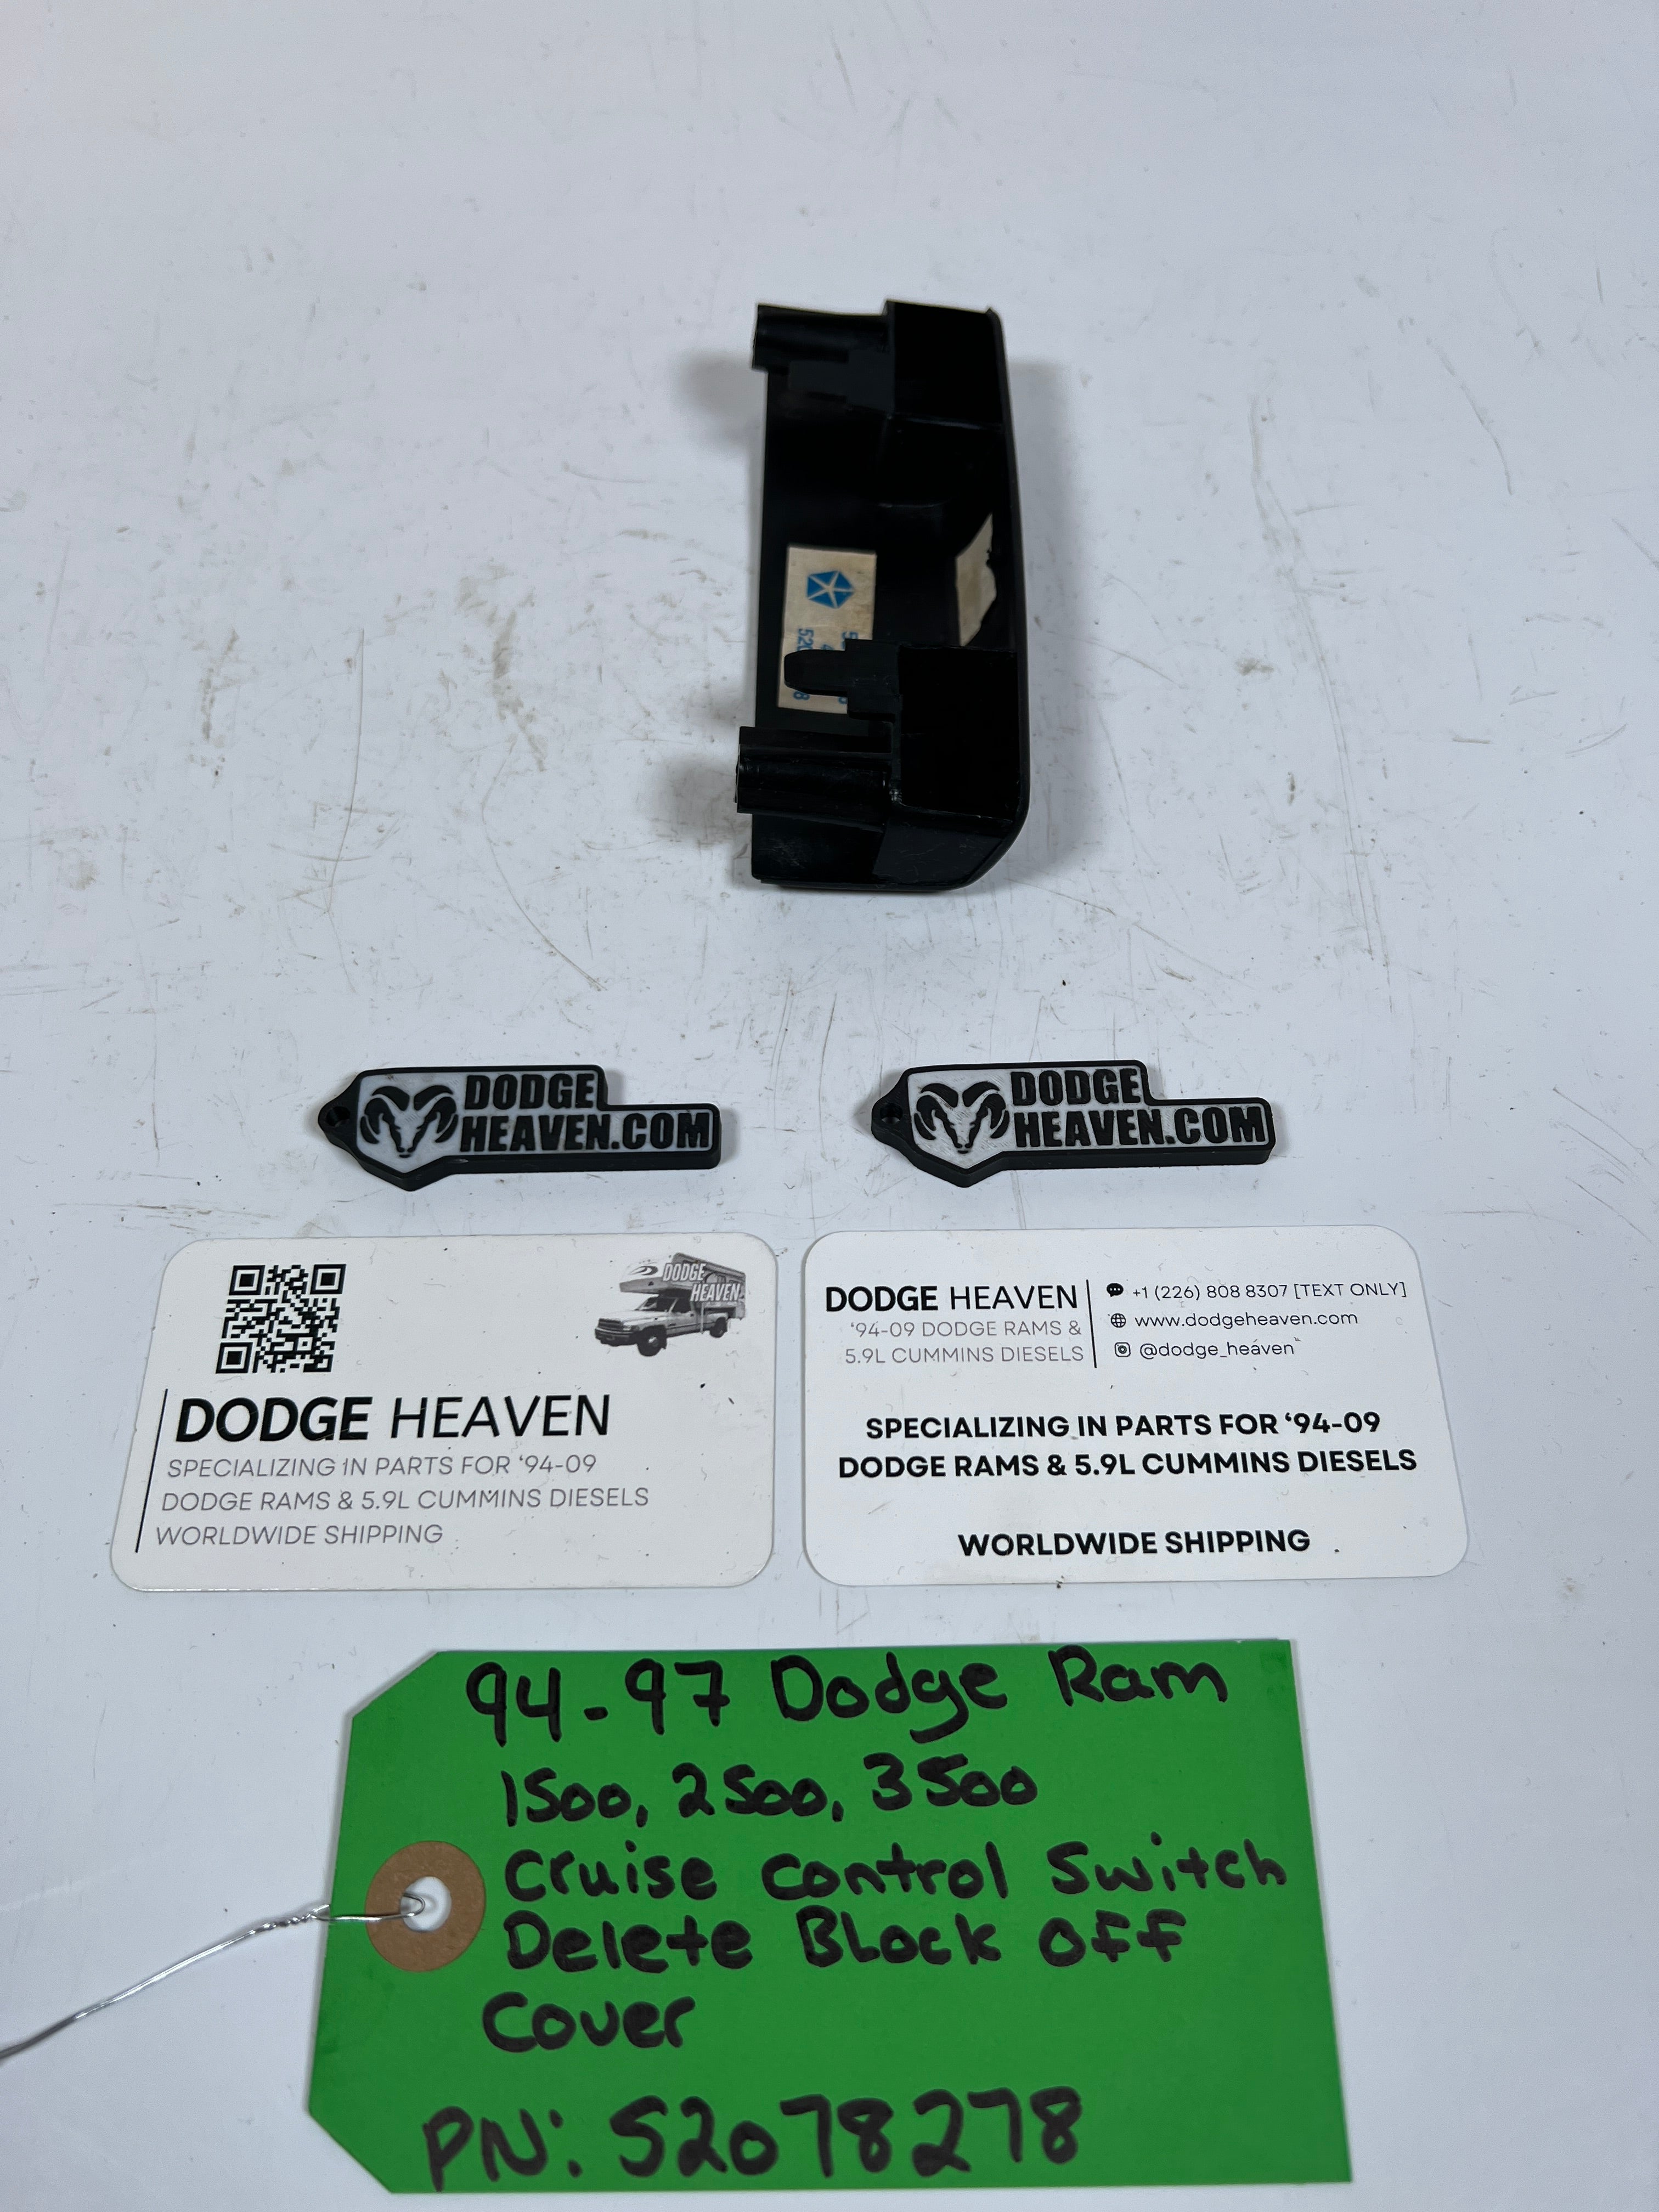 DODGE
HEAVEN.COM
DODGE
HEAVEN.COM
DODGE
HEAVEN
DODGE HEAVEN
SPECIALIZING IN PARTS FOR ‘94-09
DODGE RAMS & 5.9L CUMMINS DIESELS
WORLDWIDE SHIPPING
DODGE HEAVEN
‘94-09 DODGE RAMS &
5.9L CUMMINS DIESELS
+1 (226) 808 8307 [TEXT ONLY]
www.dodgeheaven.com
@dodge_heaven
SPECIALIZING IN PARTS FOR ‘94-09
DODGE RAMS & 5.9L CUMMINS DIESELS
WORLDWIDE SHIPPING
94-97 Dodge Ram
1500, 2500, 3500
Cruise Control Switch
Delete Block Off
Cover
PN: 52078278